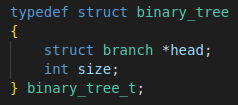 typedef struct binary_tree
{
    struct branch *head;
    int size;
} binary_tree_t;